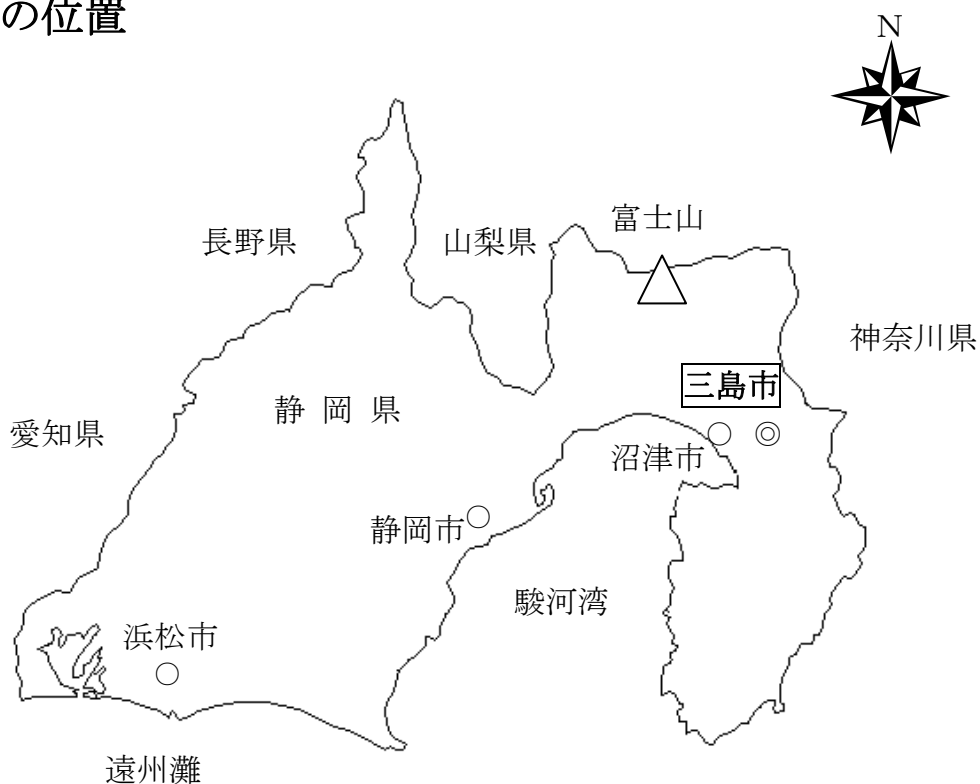 の位置
N
富士山
長野県
山梨県
神奈川県
三島市
静岡県
愛知県
沼津市
静岡市
駿河湾
浜松市
遠州灘